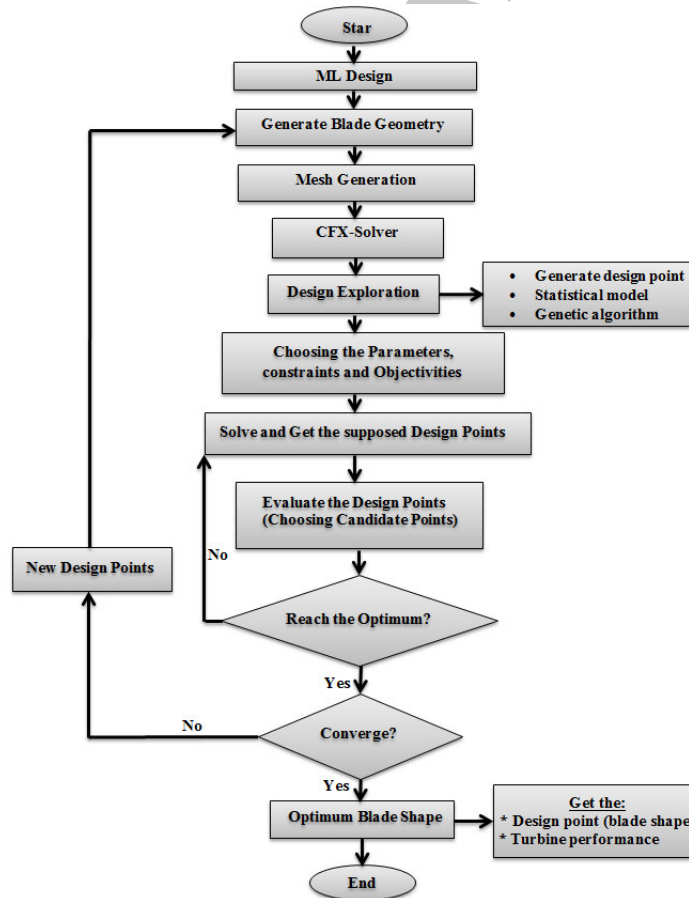 Star
ML Design
Generate Blade Geometry
Mesh Generation
CFX-Solver
Design Exploration
• Generate design point
• Statistical model
• Genetic algorithm
Choosing the Parameters,
constraints and Objectivities
Solve and Get the supposed Design Points
Evaluate the Design Points
(Choosing Candidate Points)
No
New Design Points
Reach the Optimum?
Yes
No
Converge?
Yes
Optimum Blade Shape
Get the:
* Design point (blade shape
* Turbine performance
End